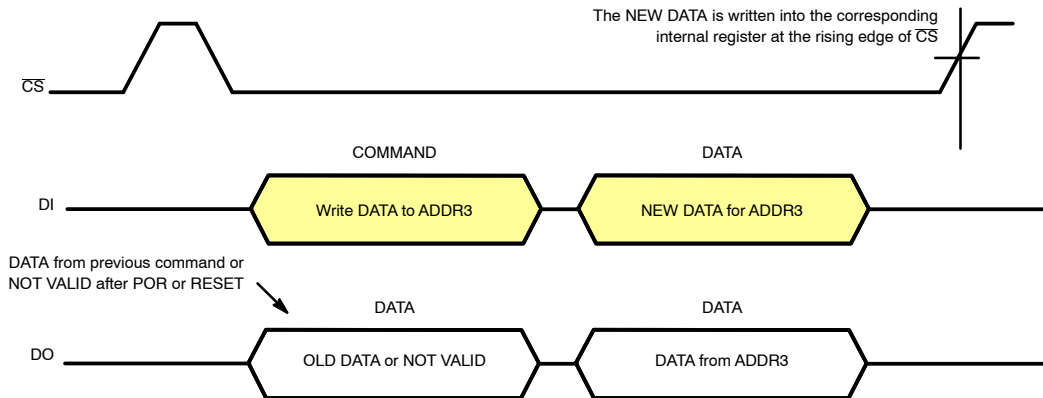 The NEW DATA is written into the corresponding
internal register at the rising edge of C̅S̅
C̅S̅
COMMAND
DATA
DI
Write DATA to ADDR3
NEW DATA for ADDR3
DATA from previous command or
NOT VALID after POR or RESET
DATA
DATA
DO
OLD DATA or NOT VALID
DATA from ADDR3